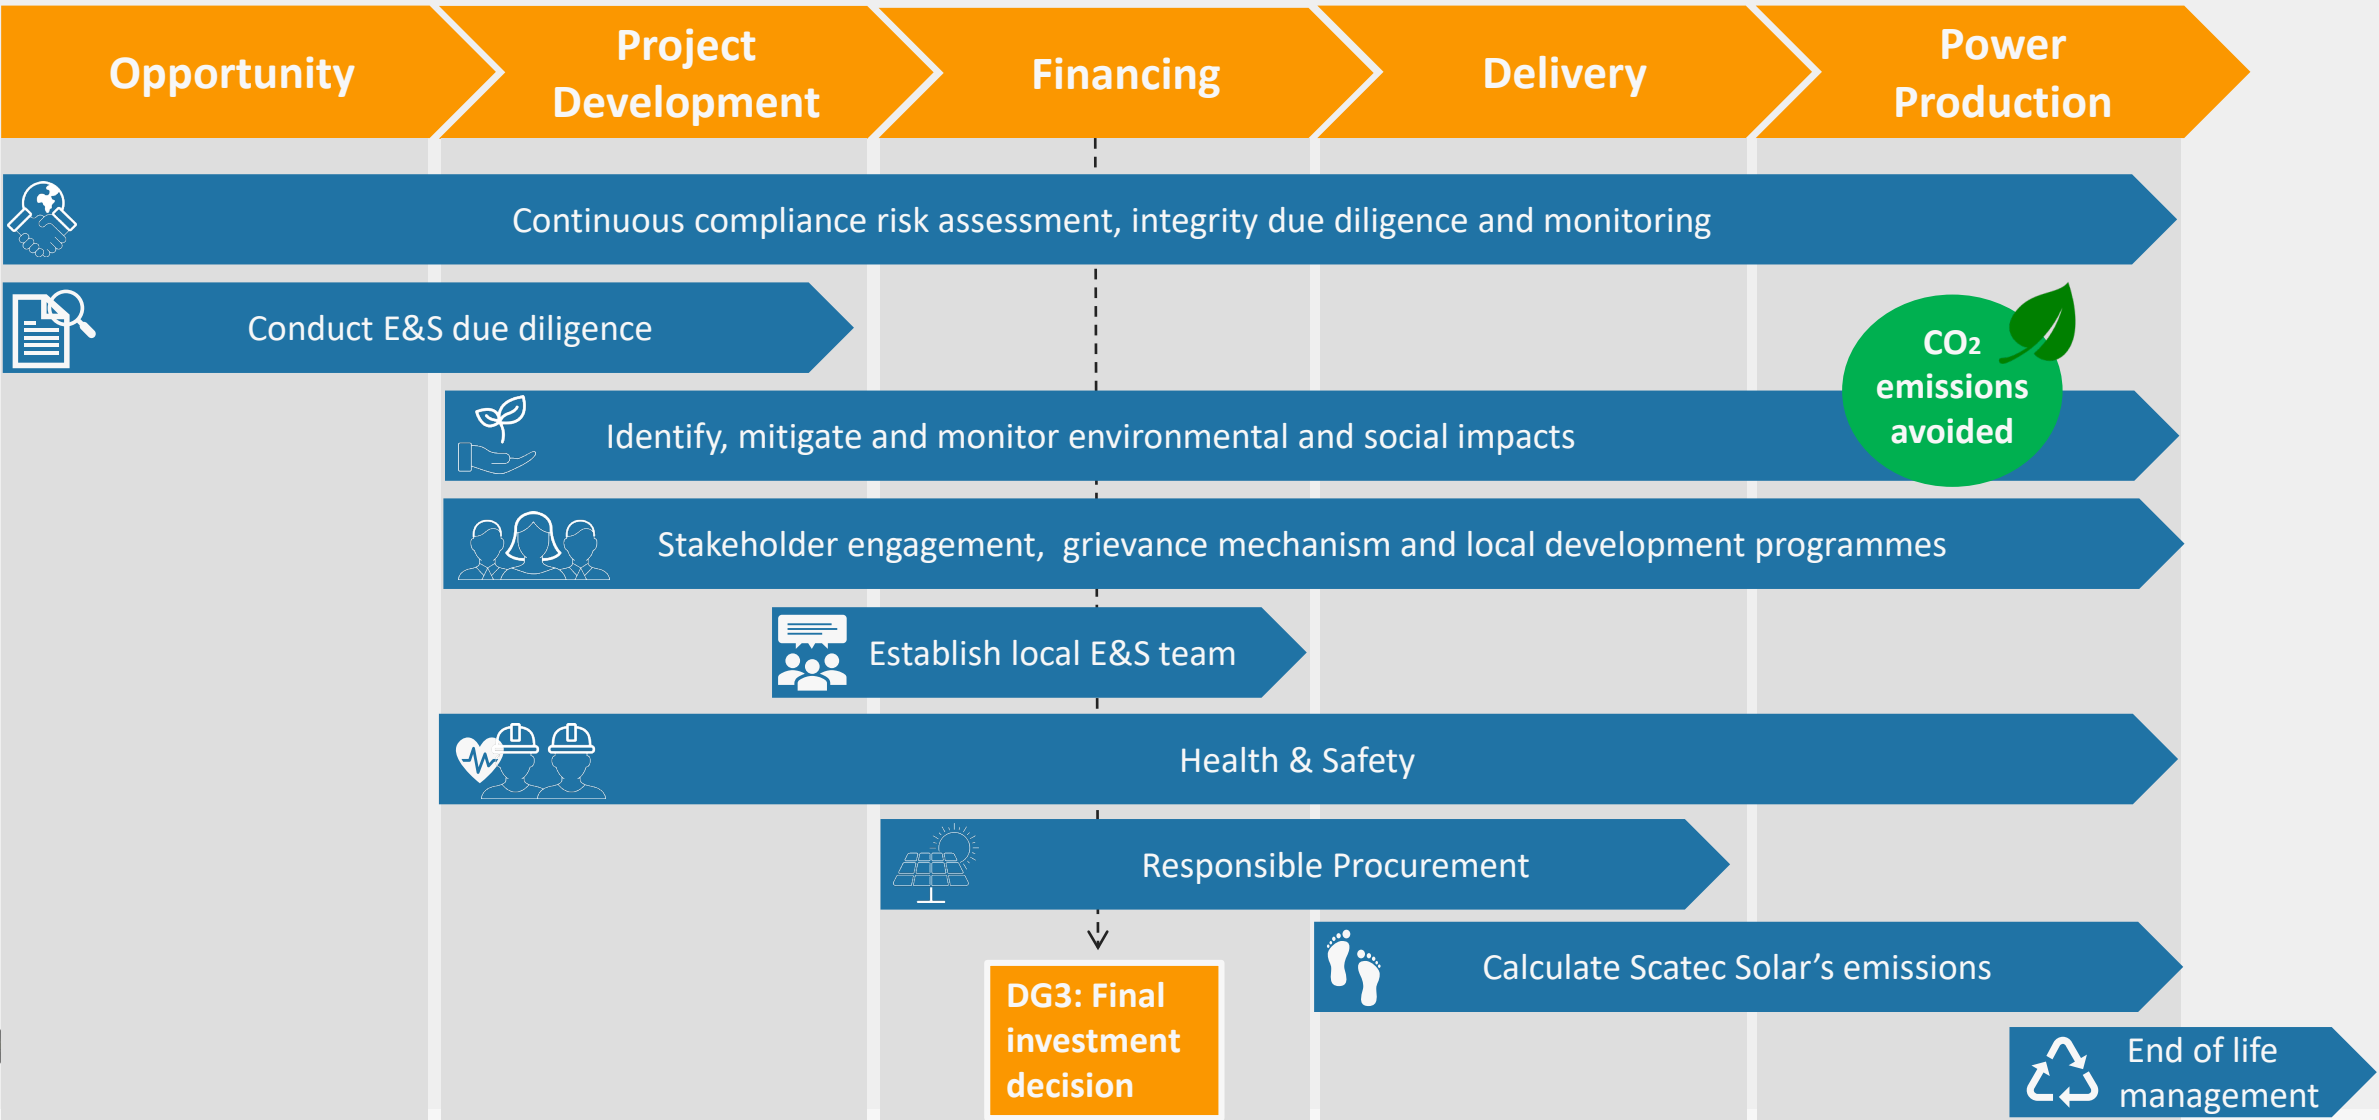 Opportunity
Project
Development
Financing
Delivery
Power
Production
Continuous compliance risk assessment, integrity due diligence and monitoring
Conduct E&S due diligence
CO2
emissions
avoided
Identify, mitigate and monitor environmental and social impacts
Stakeholder engagement,  grievance mechanism and local development programmes
Establish local E&S team
Health & Safety
Responsible Procurement
Calculate Scatec Solar’s emissions
DG3: Final
investment
decision
End of life
management